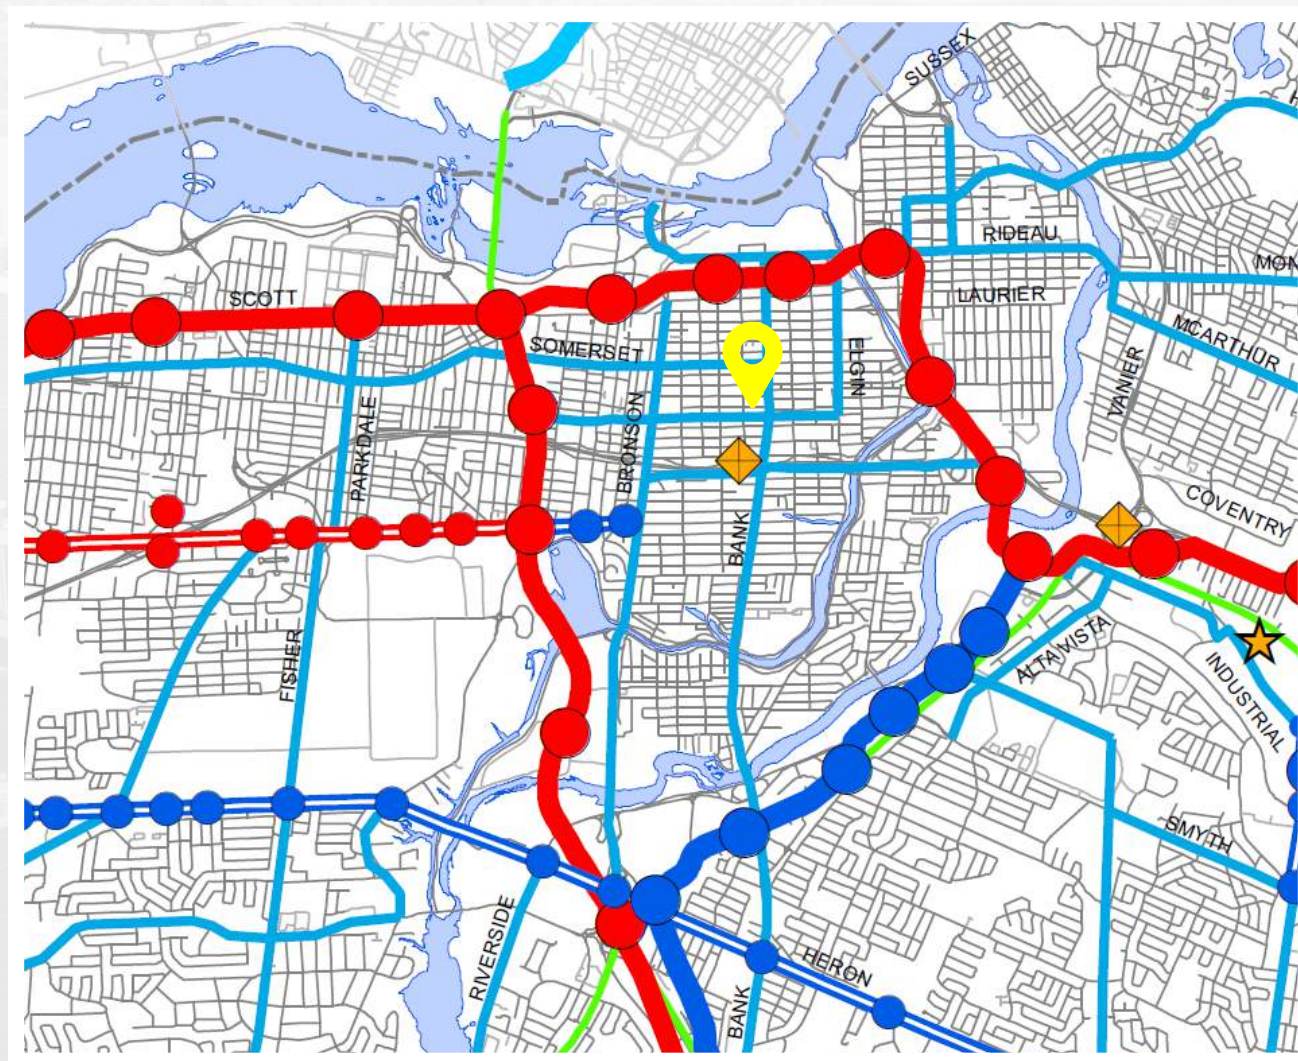 SUSSEX
H
RIDEAU
MON
SCOTT
LAURIER
MCARTHUR
SOMERSET
ELGIN
VANIER
PARKDALE
BRONSON
COVENTRY
BANK
FISHER
ALTA VISTA
INDUSTRIAL
SMYTH
RIVERSIDE
HERON
BANK